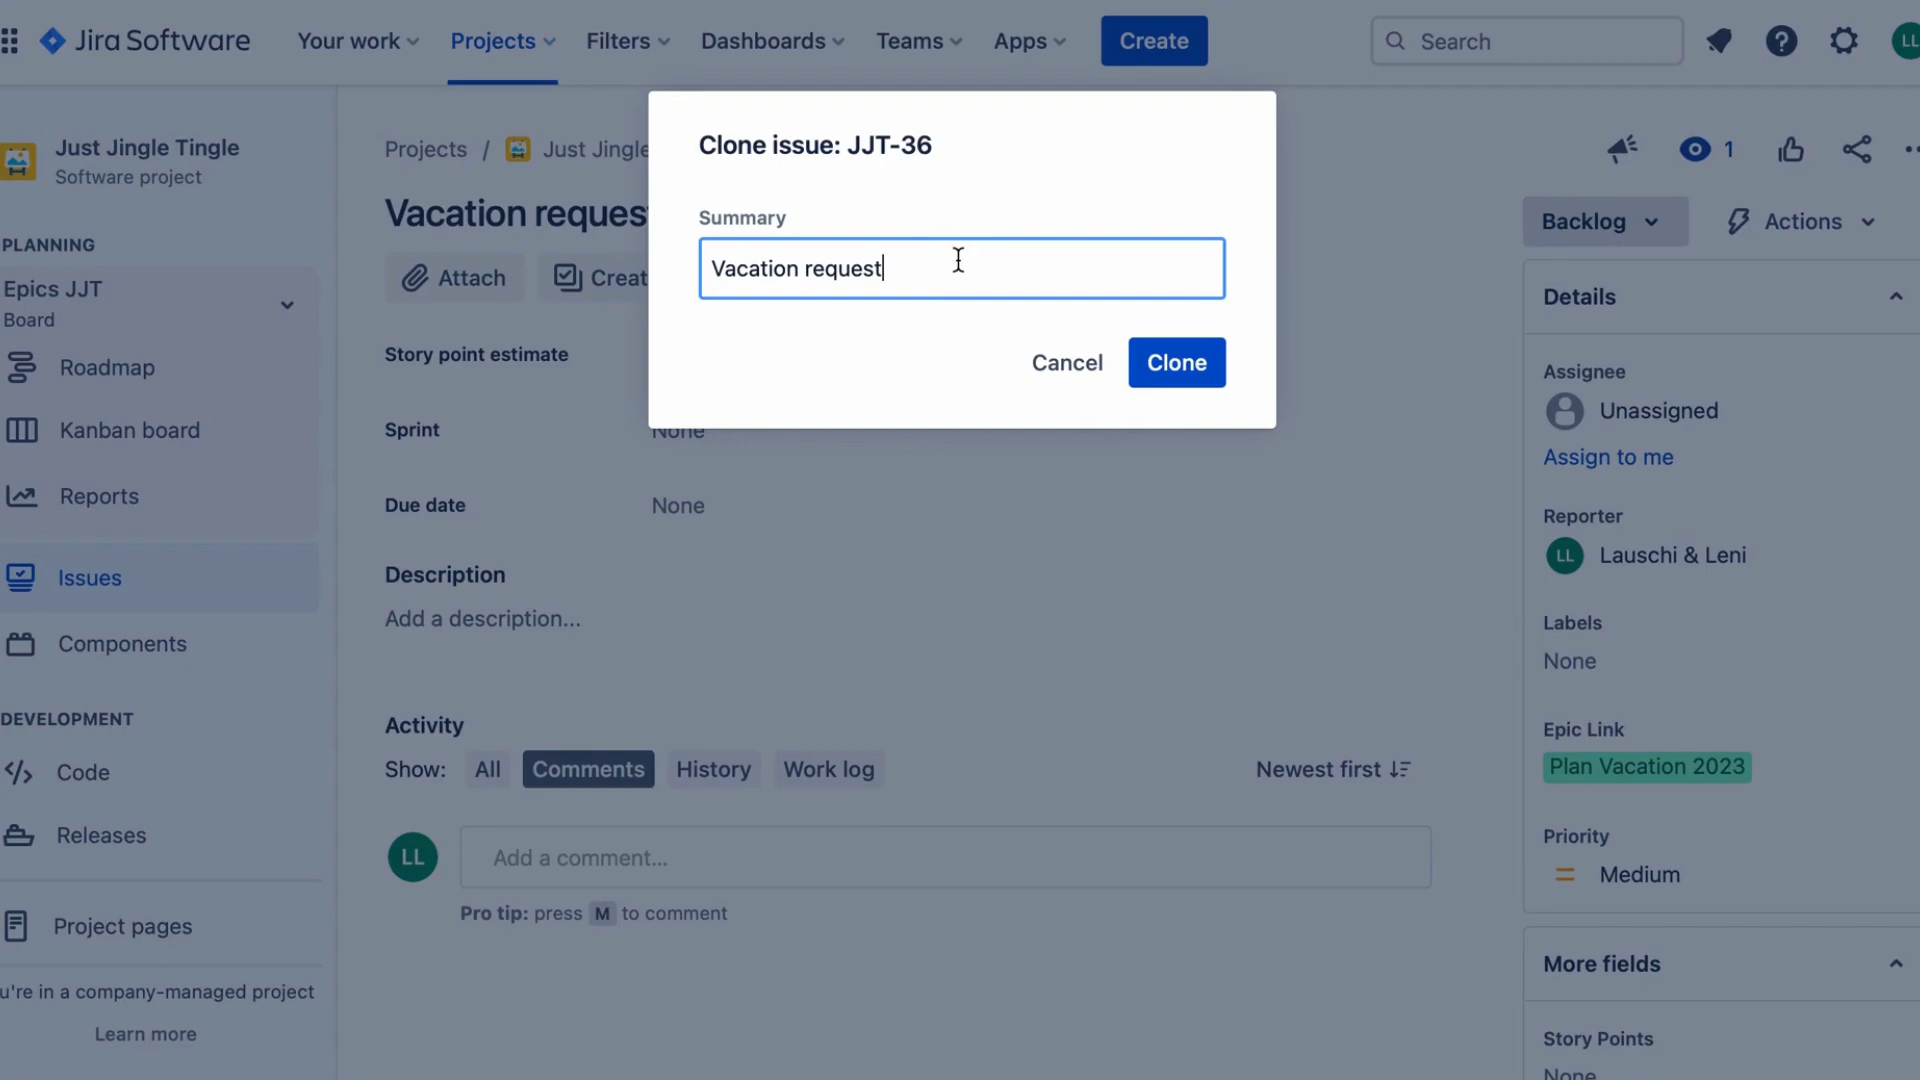 Jira Software
Your work
Projects
Filters
Dashboards
Teams
Apps
Create
Search
LL
Just Jingle Tingle
Software project
PLANNING
Epics JJT
Board
Roadmap
Kanban board
Reports
Issues
Components
DEVELOPMENT
Code
Releases
Project pages
u're in a company-managed project
Learn more
Projects / Just Jingle
Vacation reques
Attach
Creat
Story point estimate
Sprint
None
Due date
None
Description
Add a description...
Activity
Show:
All
Comments
History
Work log
Newest first
LL
Add a comment...
Pro tip: press M to comment
Clone issue: JJT-36
Summary
Vacation request
Cancel
Clone
1
Backlog
Actions
Details
Assignee
Unassigned
Assign to me
Reporter
LL
Lauschi & Leni
Labels
None
Epic Link
Plan Vacation 2023
Priority
Medium
More fields
Story Points
None